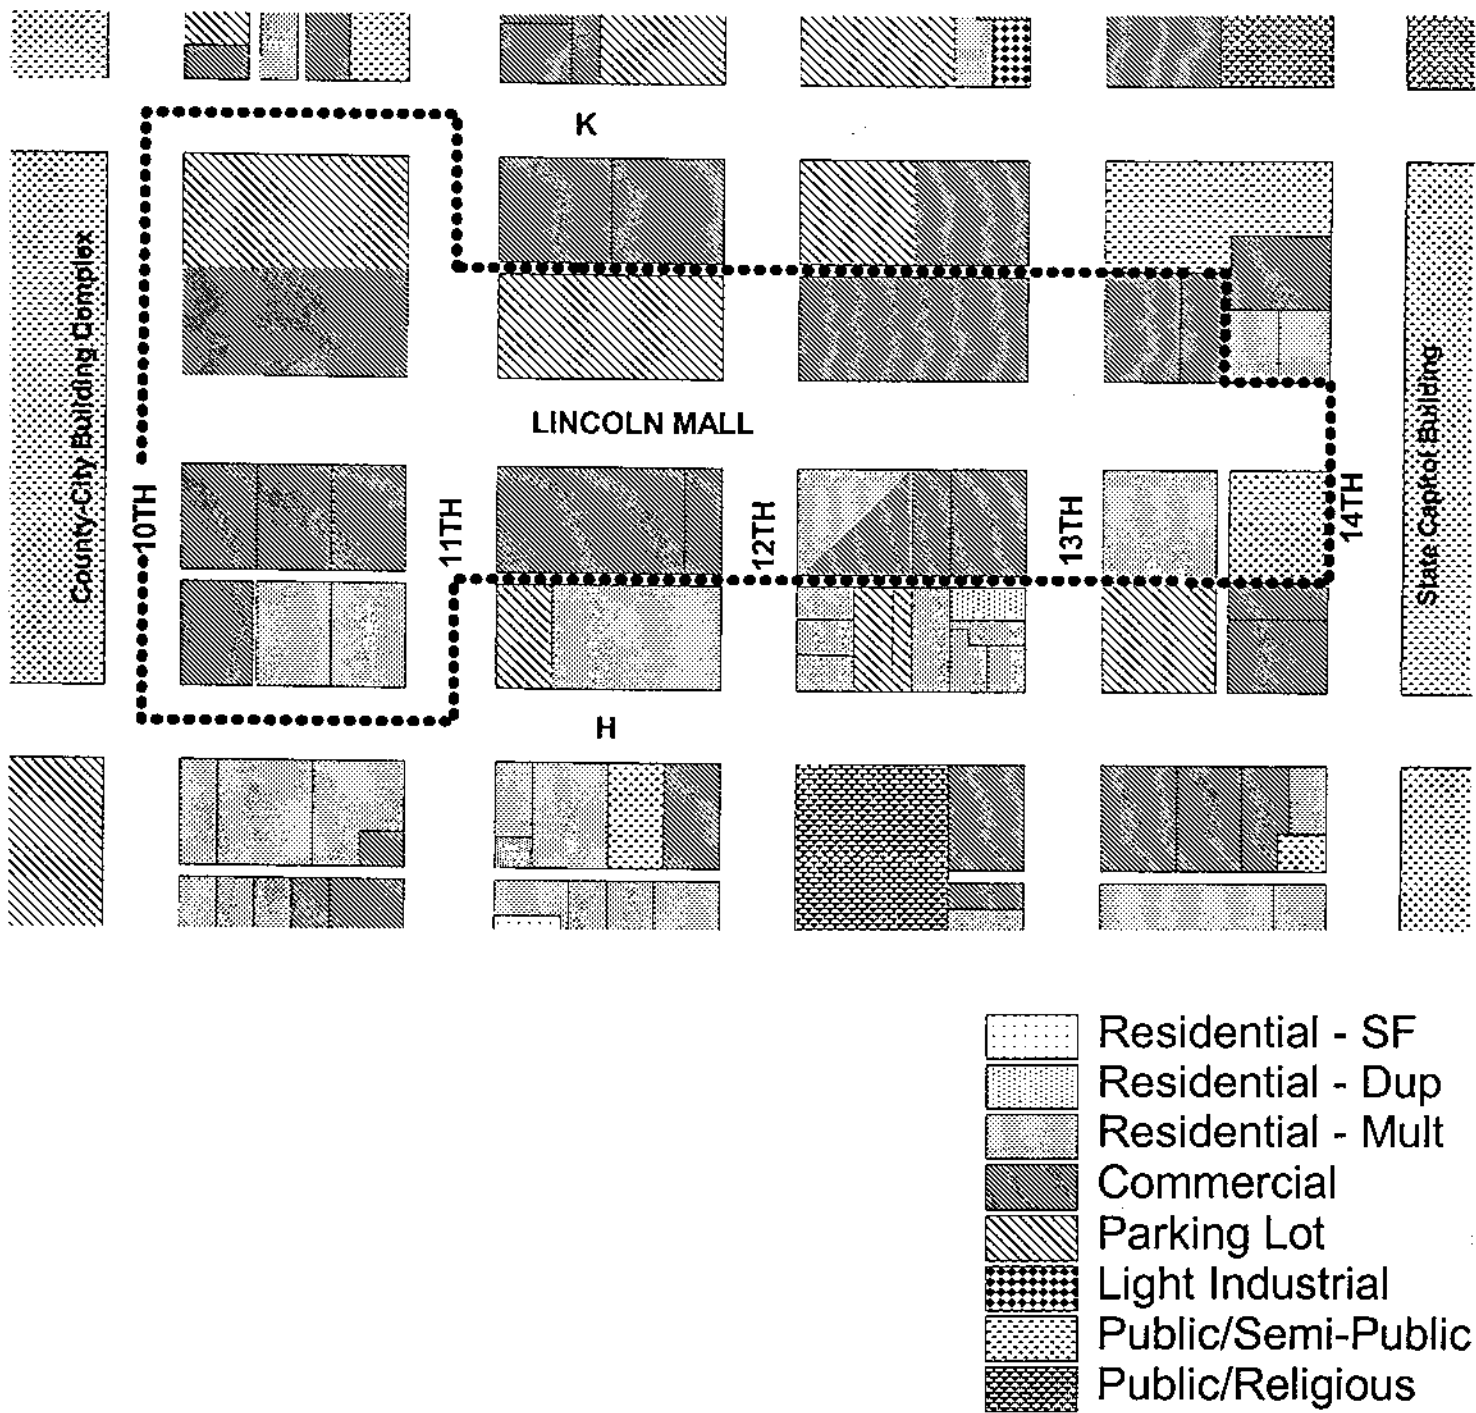 K
County-City Building Complex
LINCOLN MALL
State Capitol Building
10TH
11TH
12TH
13TH
14TH
H
Residential - SF
Residential - Dup
Residential - Mult
Commercial
Parking Lot
Light Industrial
Public/Semi-Public
Public/Religious